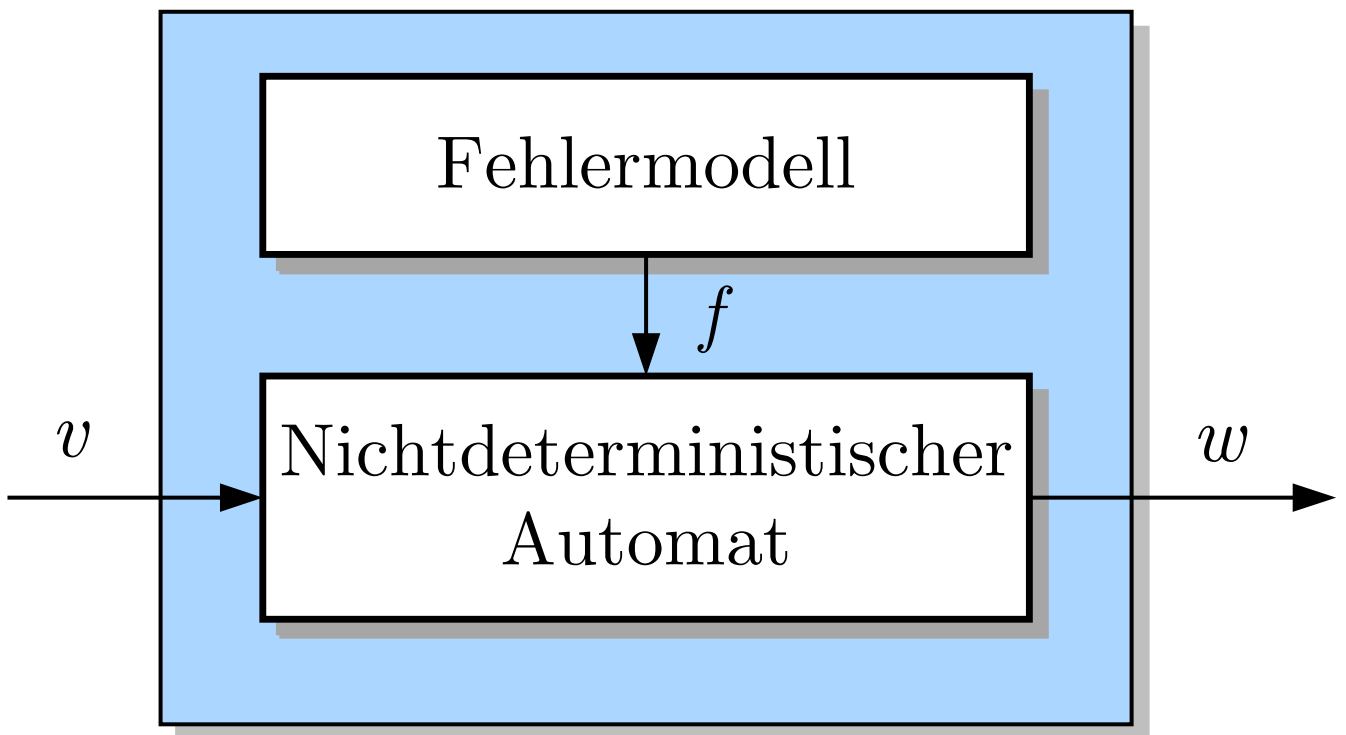 Fehlermodell
f
v
Nichtdeterministischer
Automat
w